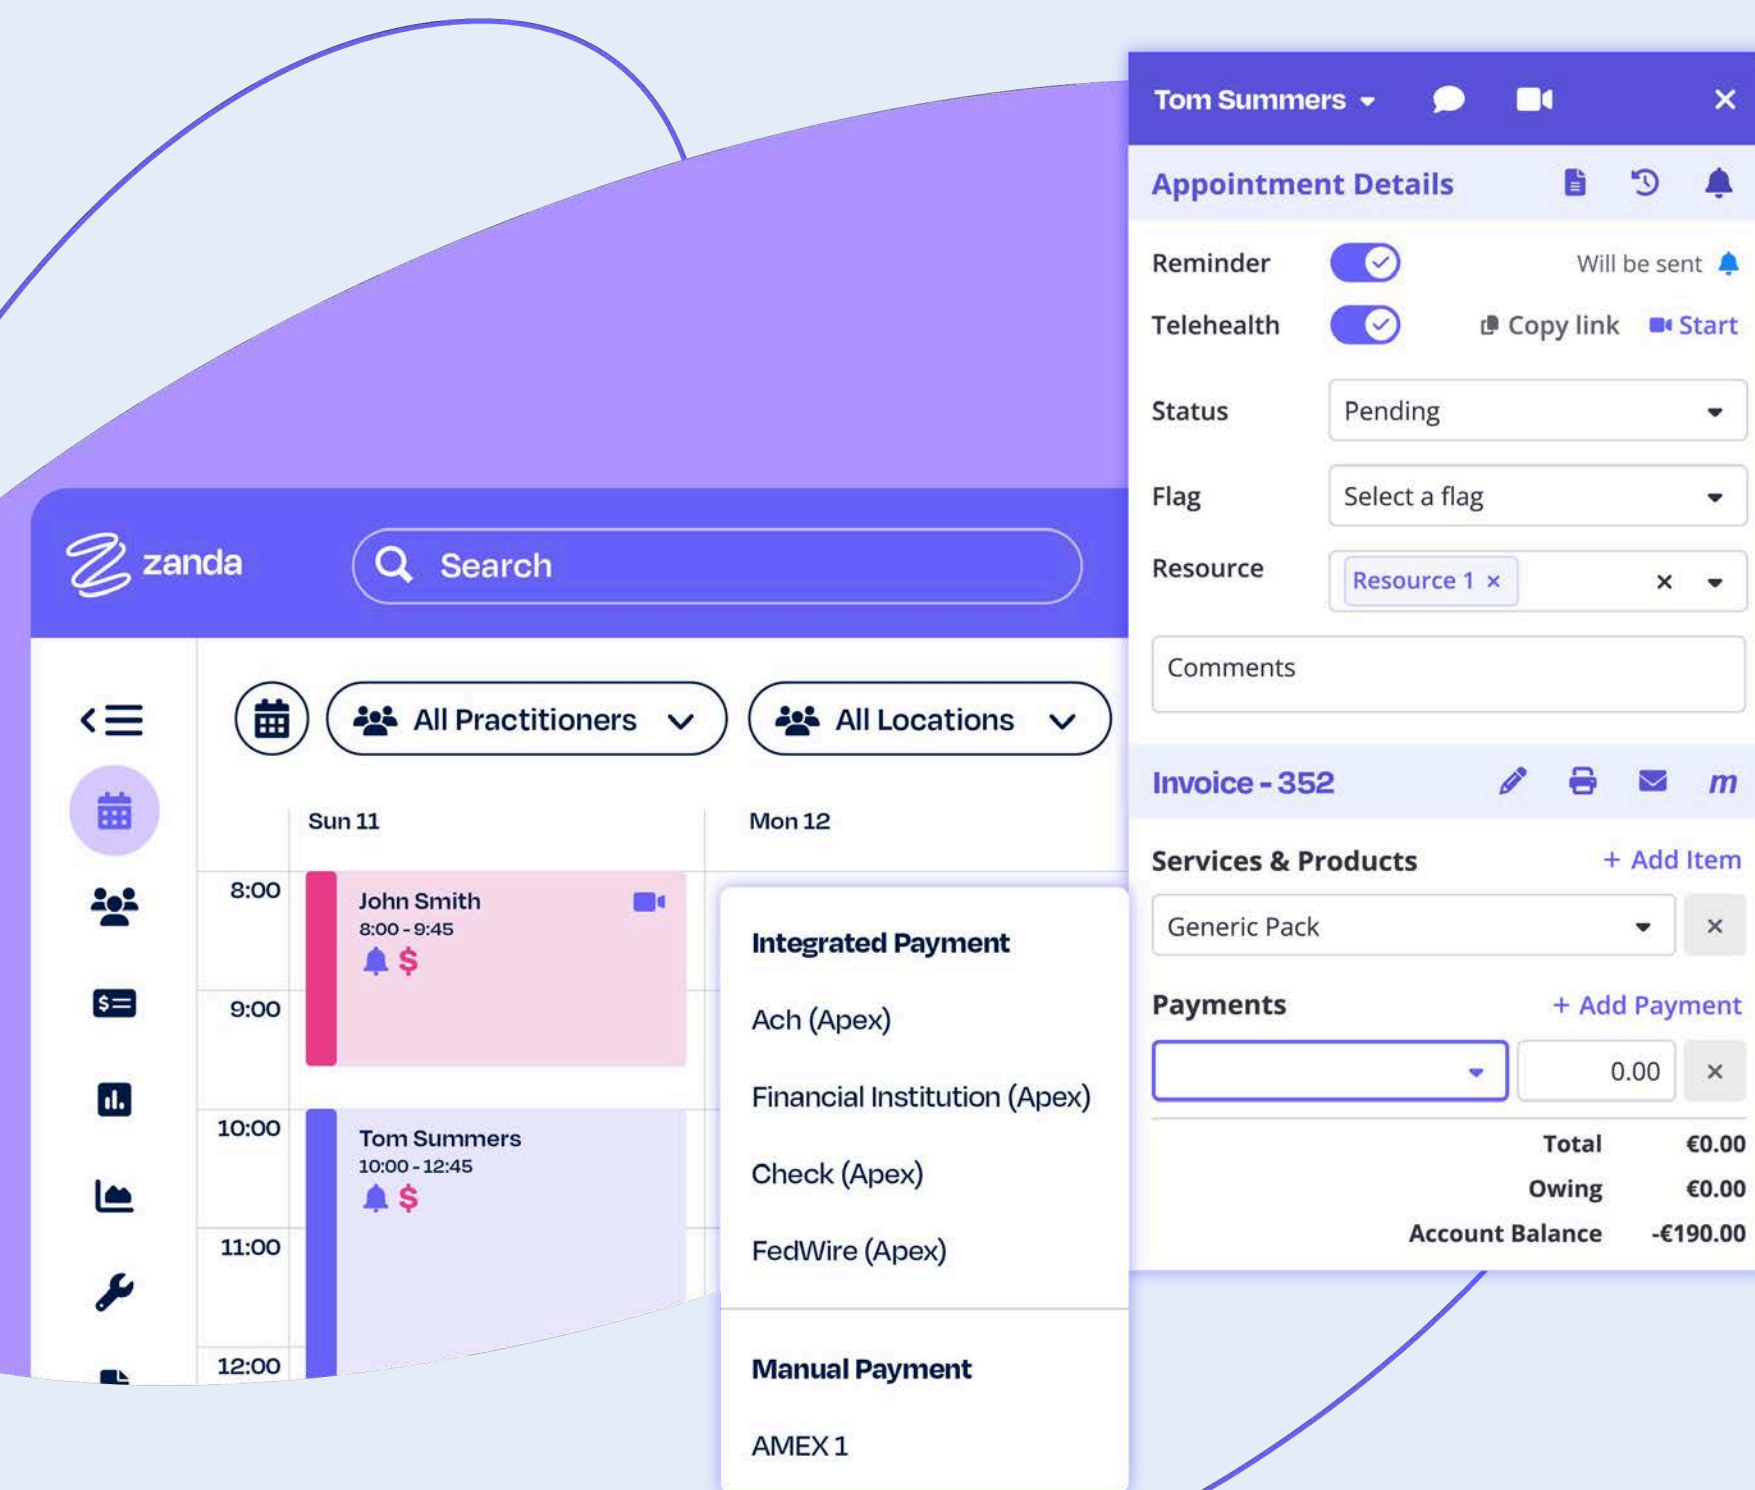 Tom Summers
Appointment Details
Reminder
Will be sent
Telehealth
Copy link
Start
Status
Pending
Flag
Select a flag
Resource
Resource 1 ×
Comments
Invoice - 352
m
Services & Products
+ Add Item
Generic Pack
Payments
+ Add Payment
0.00
Total €0.00
Owing €0.00
Account Balance -€190.00
zanda
Search
All Practitioners
All Locations
Sun 11
Mon 12
8:00
John Smith
8:00 - 9:45
$
9:00
10:00
Tom Summers
10:00 - 12:45
$
11:00
12:00
Integrated Payment
Ach (Apex)
Financial Institution (Apex)
Check (Apex)
FedWire (Apex)
Manual Payment
AMEX 1